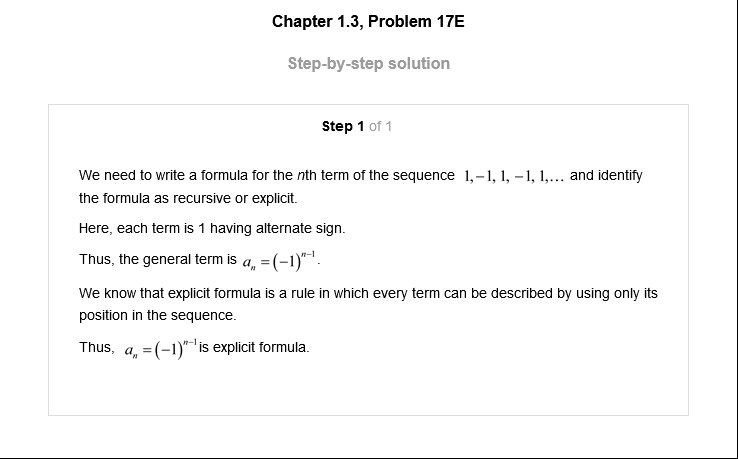 Chapter 1.3, Problem 17E
Step-by-step solution
Step 1 of 1
We need to write a formula for the nth term of the sequence 1,−1, 1, −1, 1,… and identify
the formula as recursive or explicit.
Here, each term is 1 having alternate sign.
Thus, the general term is aₙ = (−1)ⁿ⁻¹.
We know that explicit formula is a rule in which every term can be described by using only its
position in the sequence.
Thus, aₙ = (−1)ⁿ⁻¹ is explicit formula.